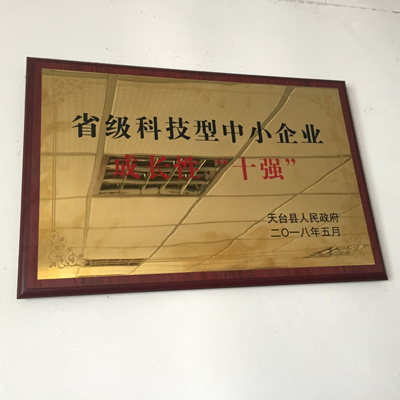 省级科技型中小企业
成长性“十强”
天台县人民政府
二〇一八年五月